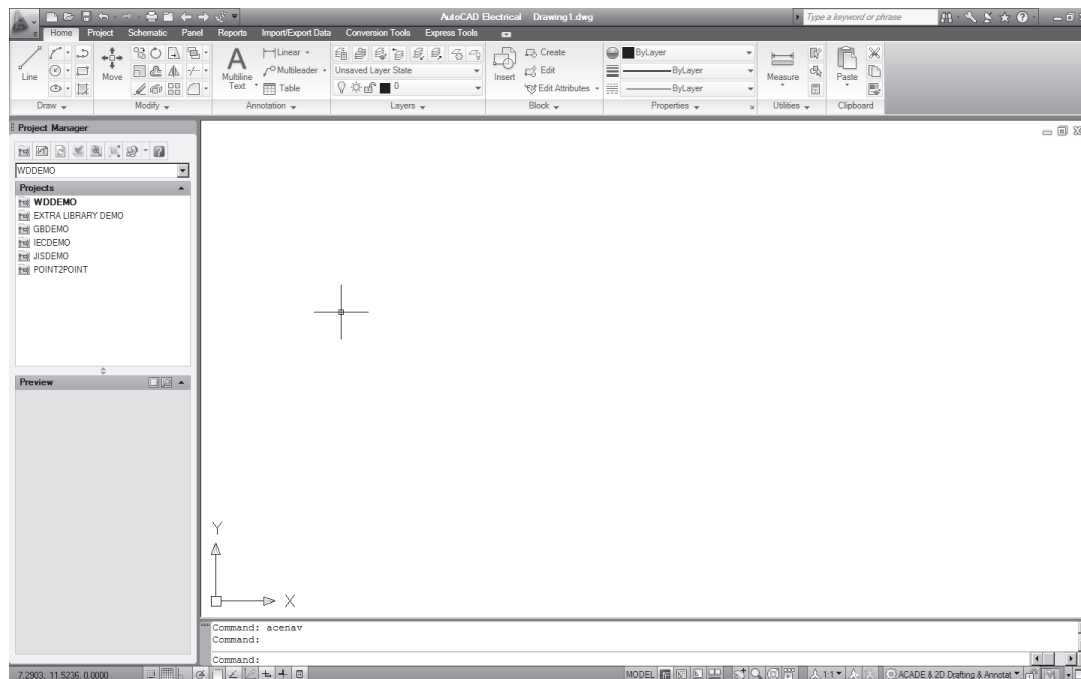 AutoCAD Electrical Drawing1.dwg
Type a keyword or phrase
Home Project Schematic Panel Reports Import/Export Data Conversion Tools Express Tools
Line
Move
A
Multiline
Text
Linear
Multileader
Table
Unsaved Layer State
0
Insert
Create
Edit
Edit Attributes
ByLayer
ByLayer
ByLayer
Measure
Paste
Draw Modify Annotation Layers Block Properties Utilities Clipboard
Project Manager
WDDEMO
Projects
WDDEMO
EXTRA LIBRARY DEMO
GBDEMO
IECDEMO
JISDEMO
POINT2POINT
Preview
Y
X
Command: acenav
Command:
Command:
7.2903, 11.5236, 0.0000 MODEL 1:1 ACADE & 2D Drafting & Annotat